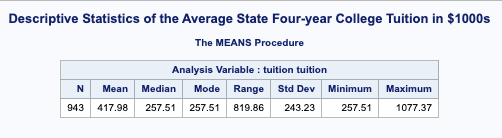 Descriptive Statistics of the Average State Four-year College Tuition in $1000s
The MEANS Procedure
Analysis Variable : tuition tuition
N Mean Median Mode Range Std Dev Minimum Maximum
943 417.98 257.51 257.51 819.86 243.23 257.51 1077.37